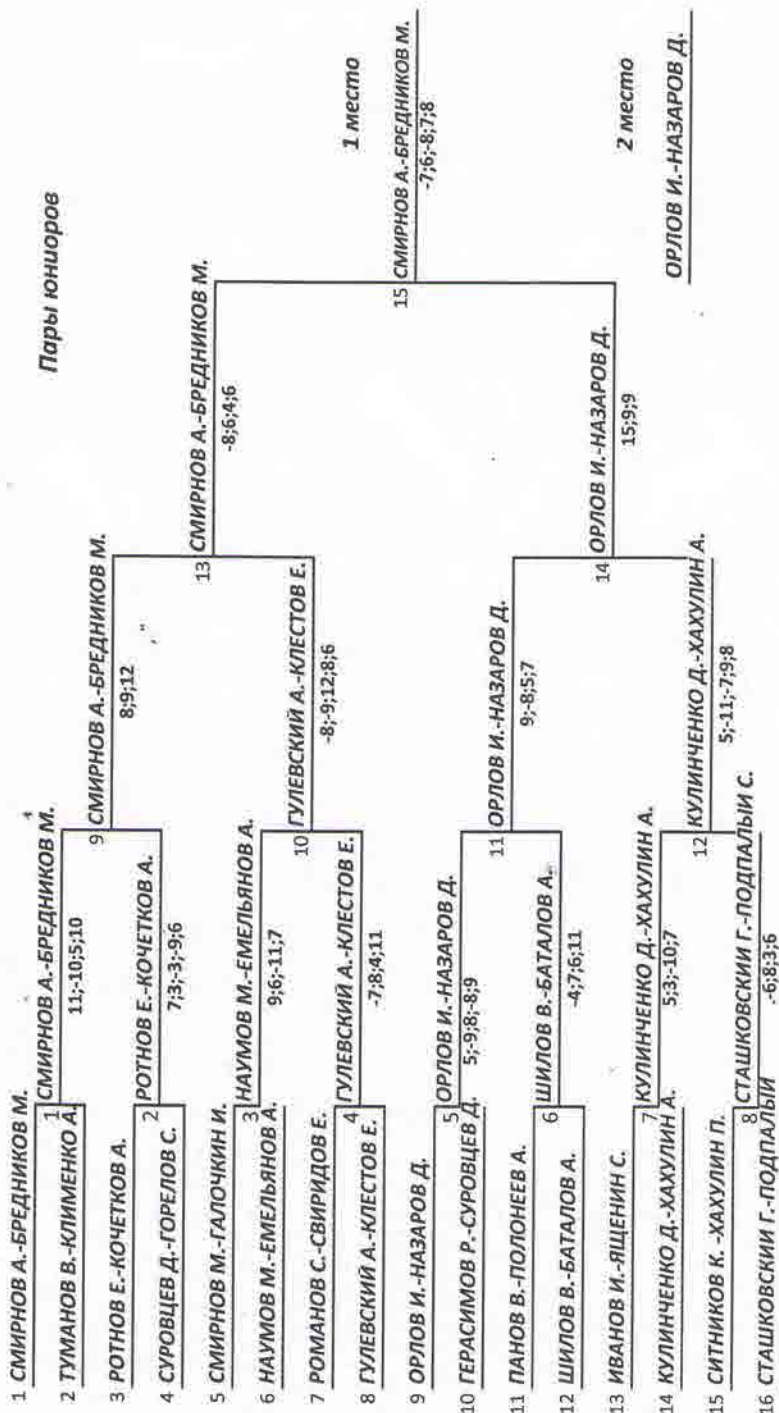 Пары юниоров
1 СМИРНОВ А.-БРЕДНИКОВ М.
2 ТУМАНОВ В.-КЛИМЕНКО А.
3 РОТНОВ Е.-КОЧЕТКОВ А.
4 СУРОВЦЕВ Д.-ГОРЕЛОВ С.
5 СМИРНОВ М.-ГАЛОЧКИН И.
6 НАУМОВ М.-ЕМЕЛЬЯНОВ А.
7 РОМАНОВ С.-СВИРИДОВ Е.
8 ГУЛЕВСКИЙ А.-КЛЕСТОВ Е.
9 ОРЛОВ И.-НАЗАРОВ Д.
10 ГЕРАСИМОВ Р.-СУРОВЦЕВ Д.
11 ПАНОВ В.-ПОЛОНЕЕВ А.
12 ШИЛОВ В.-БАТАЛОВ А.
13 ИВАНОВ И.-ЯЩЕНИН С.
14 КУЛИНЧЕНКО Д.-ХАХУЛИН А.
15 СИТНИКОВ К. -ХАХУЛИН П.
16 СТАШКОВСКИЙ Г.-ПОДПАЛЫЙ
1 СМИРНОВ А.-БРЕДНИКОВ М.
11;-10;5;10
2 РОТНОВ Е.-КОЧЕТКОВ А.
7;3;-3;-9;6
3 НАУМОВ М.-ЕМЕЛЬЯНОВ А.
9;6;-11;7
4 ГУЛЕВСКИЙ А.-КЛЕСТОВ Е.
-7;8;4;11
5 ОРЛОВ И.-НАЗАРОВ Д.
5;-9;8;-8;9
6 ШИЛОВ В.-БАТАЛОВ А.
-4;7;6;11
7 КУЛИНЧЕНКО Д.-ХАХУЛИН А.
5;3;-10;7
8 СТАШКОВСКИЙ Г.-ПОДПАЛЫЙ С.
-6;8;3;6
9 СМИРНОВ А.-БРЕДНИКОВ М.
8;9;12
10 ГУЛЕВСКИЙ А.-КЛЕСТОВ Е.
-8;-9;12;8;6
11 ОРЛОВ И.-НАЗАРОВ Д.
9;-8;5;7
12 КУЛИНЧЕНКО Д.-ХАХУЛИН А.
5;-11;-7;9;8
13 СМИРНОВ А.-БРЕДНИКОВ М.
-8;6;4;6
14 ОРЛОВ И.-НАЗАРОВ Д.
15;9;9
15 СМИРНОВ А.-БРЕДНИКОВ М.
-7;6;-8;7;8
1 место
2 место
ОРЛОВ И.-НАЗАРОВ Д.